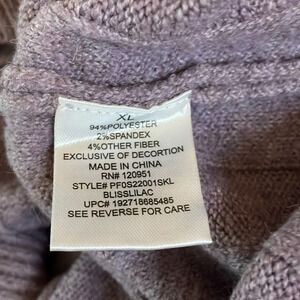 XL
94%POLYESTER
2%SPANDEX
4%OTHER FIBER
EXCLUSIVE OF DECORTION
MADE IN CHINA
RN# 120951
STYLE# PF0S22001SKL
BLISSLILAC
UPC# 192718685485
SEE REVERSE FOR CARE